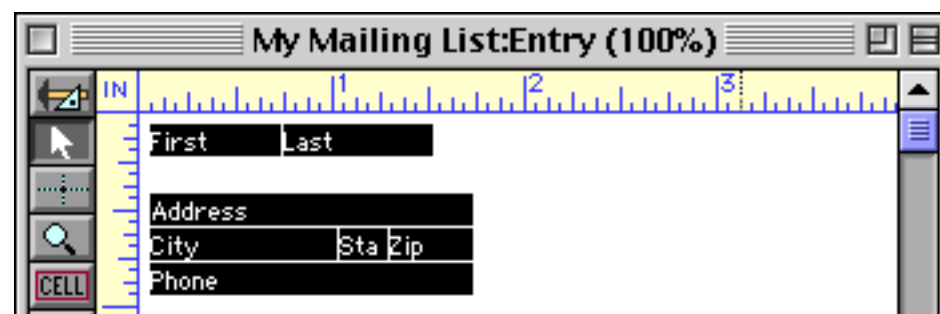 My Mailing List:Entry (100%)
IN 1 2 3
First Last
Address
City Sta Zip
CELL Phone